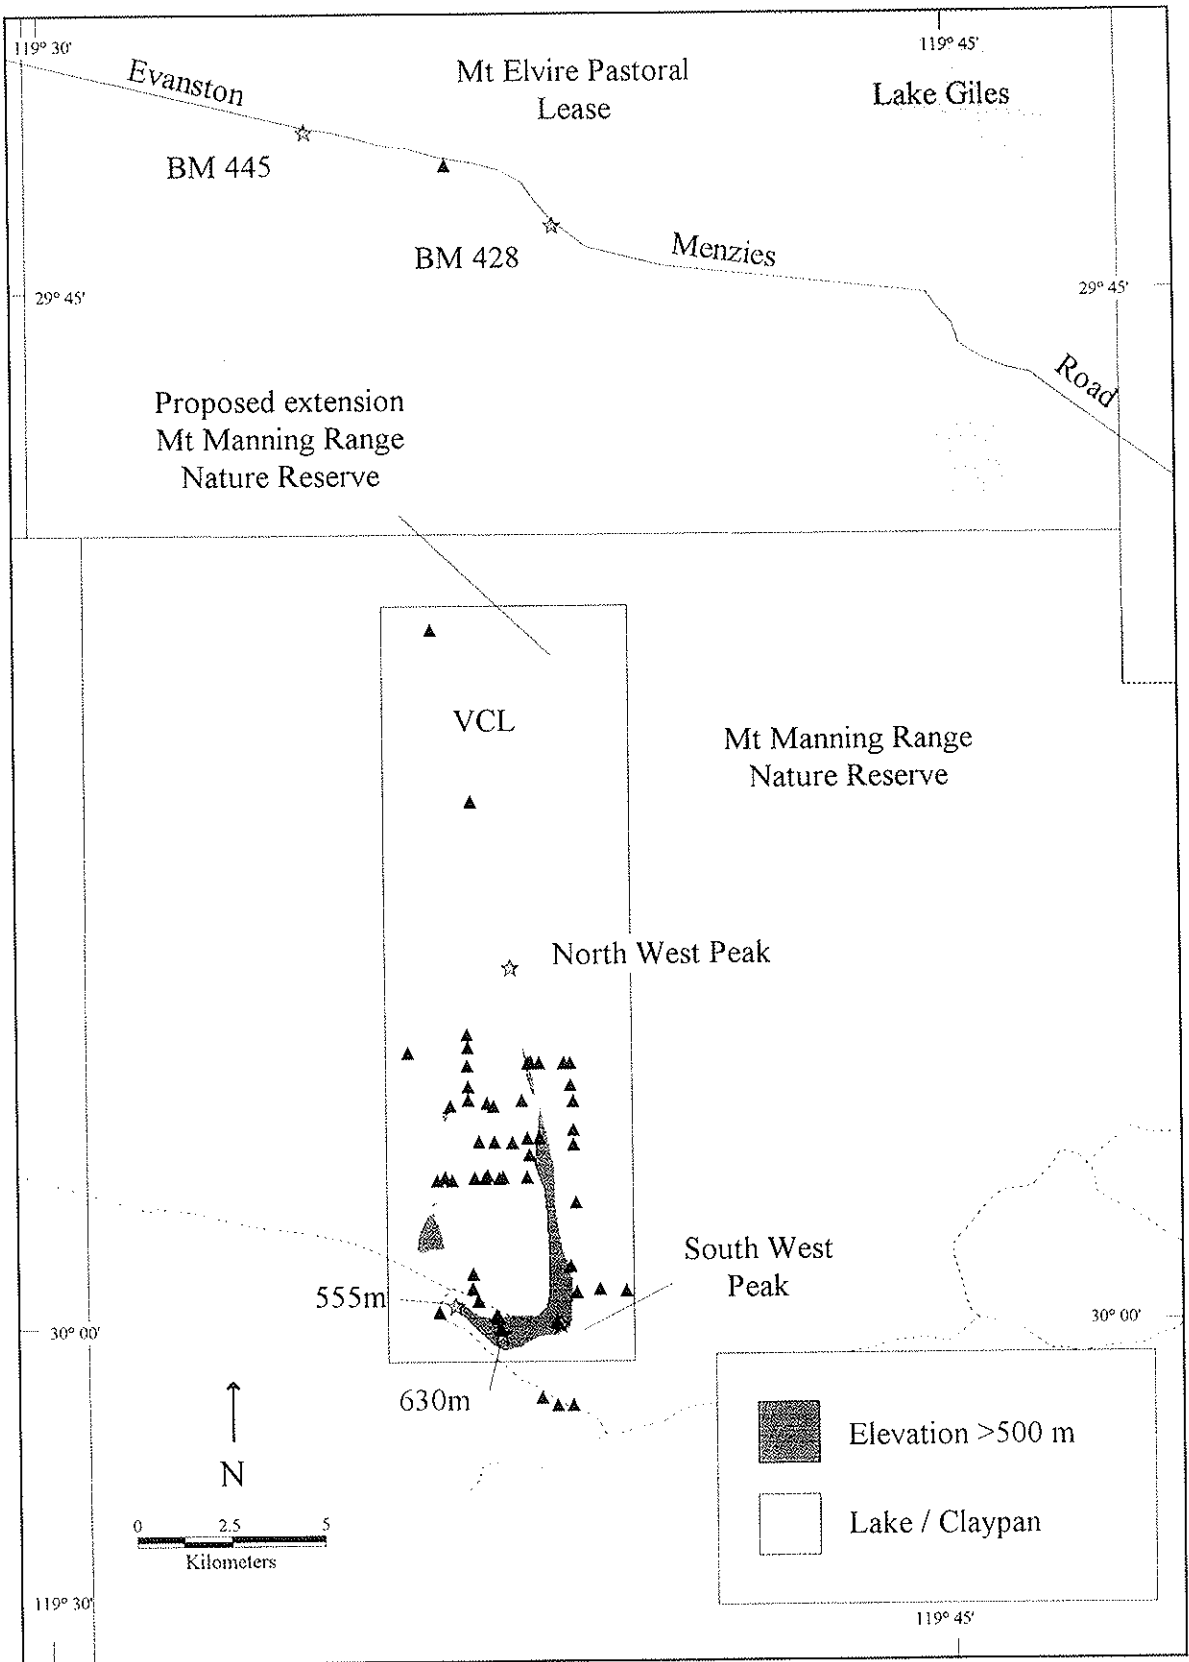 119° 30'
119° 45'
Evanston
Mt Elvire Pastoral
Lease
Lake Giles
BM 445
BM 428
Menzies
29° 45'
29° 45'
Road
Proposed extension
Mt Manning Range
Nature Reserve
VCL
Mt Manning Range
Nature Reserve
North West Peak
South West
Peak
555m
30° 00'
30° 00'
630m
N
Elevation >500 m
Lake / Claypan
0 2.5 5
Kilometers
119° 30'
119° 45'